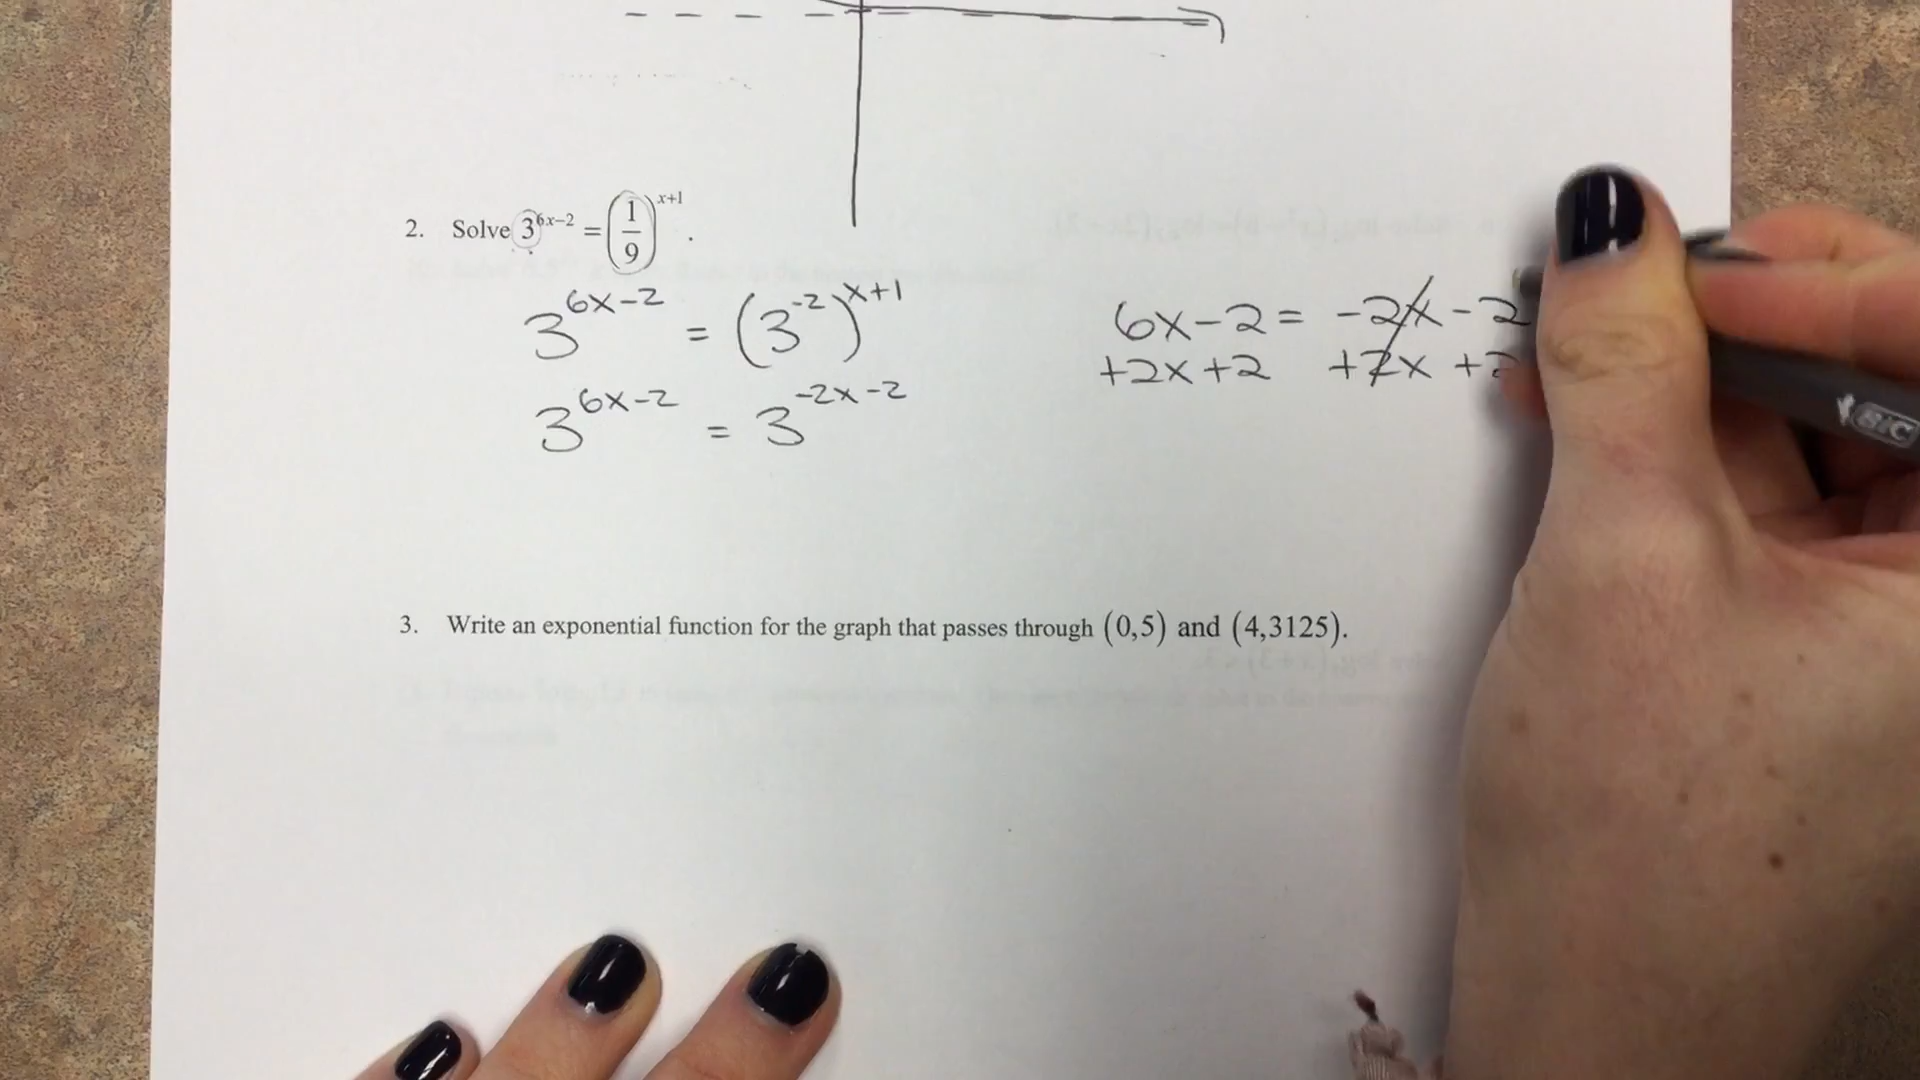 2. Solve 3^{6x-2} = (1/9)^{x+1}.
3^{6x-2} = (3^{-2})^{x+1}
3^{6x-2} = 3^{-2x-2}
6x-2 = -2x-2
+2x+2 +2x +2
BIC
3. Write an exponential function for the graph that passes through (0,5) and (4,3125).